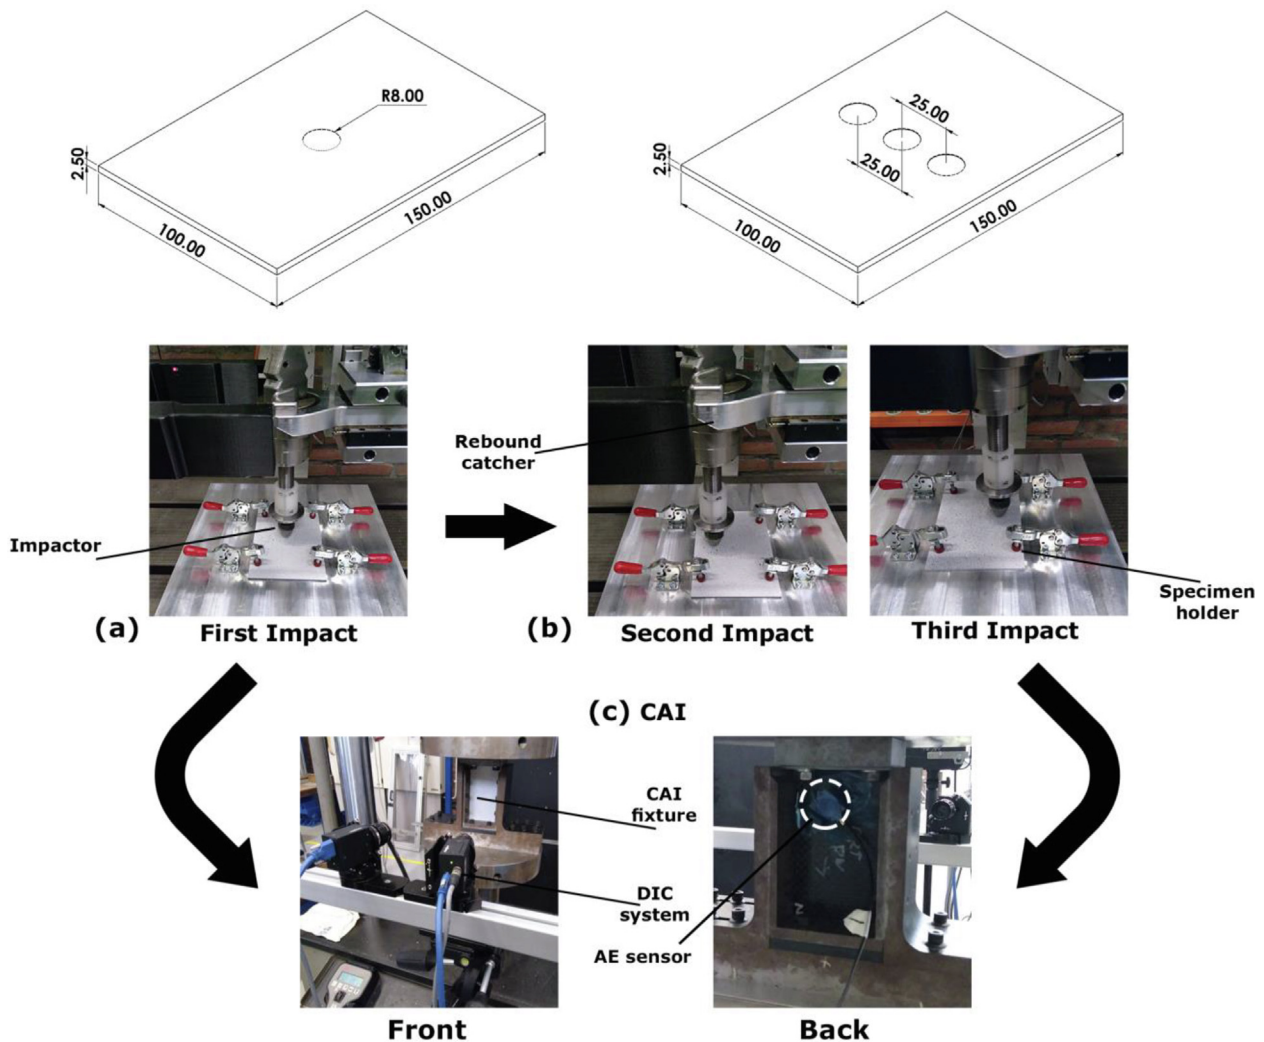 R8.00
2.50
100.00
150.00
25.00
25.00
2.50
100.00
150.00
Rebound
catcher
Impactor
Specimen
holder
(a)
First Impact
(b)
Second Impact
Third Impact
(c) CAI
CAI
fixture
DIC
system
AE sensor
Front
Back